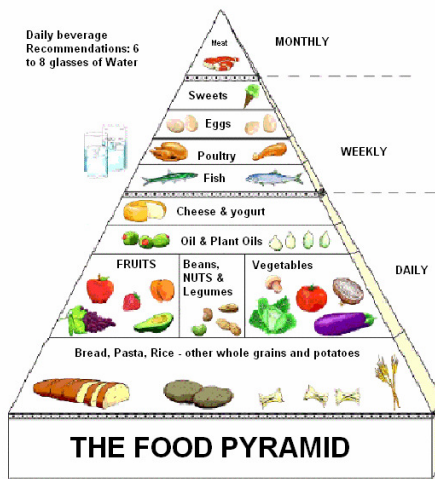 Daily beverage
Recommendations: 6
to 8 glasses of Water
Meat
MONTHLY
Sweets
Eggs
Poultry
WEEKLY
Fish
Cheese & yogurt
Oil & Plant Oils
FRUITS
Beans,
NUTS &
Legumes
Vegetables
DAILY
Bread, Pasta, Rice - other whole grains and potatoes
THE FOOD PYRAMID